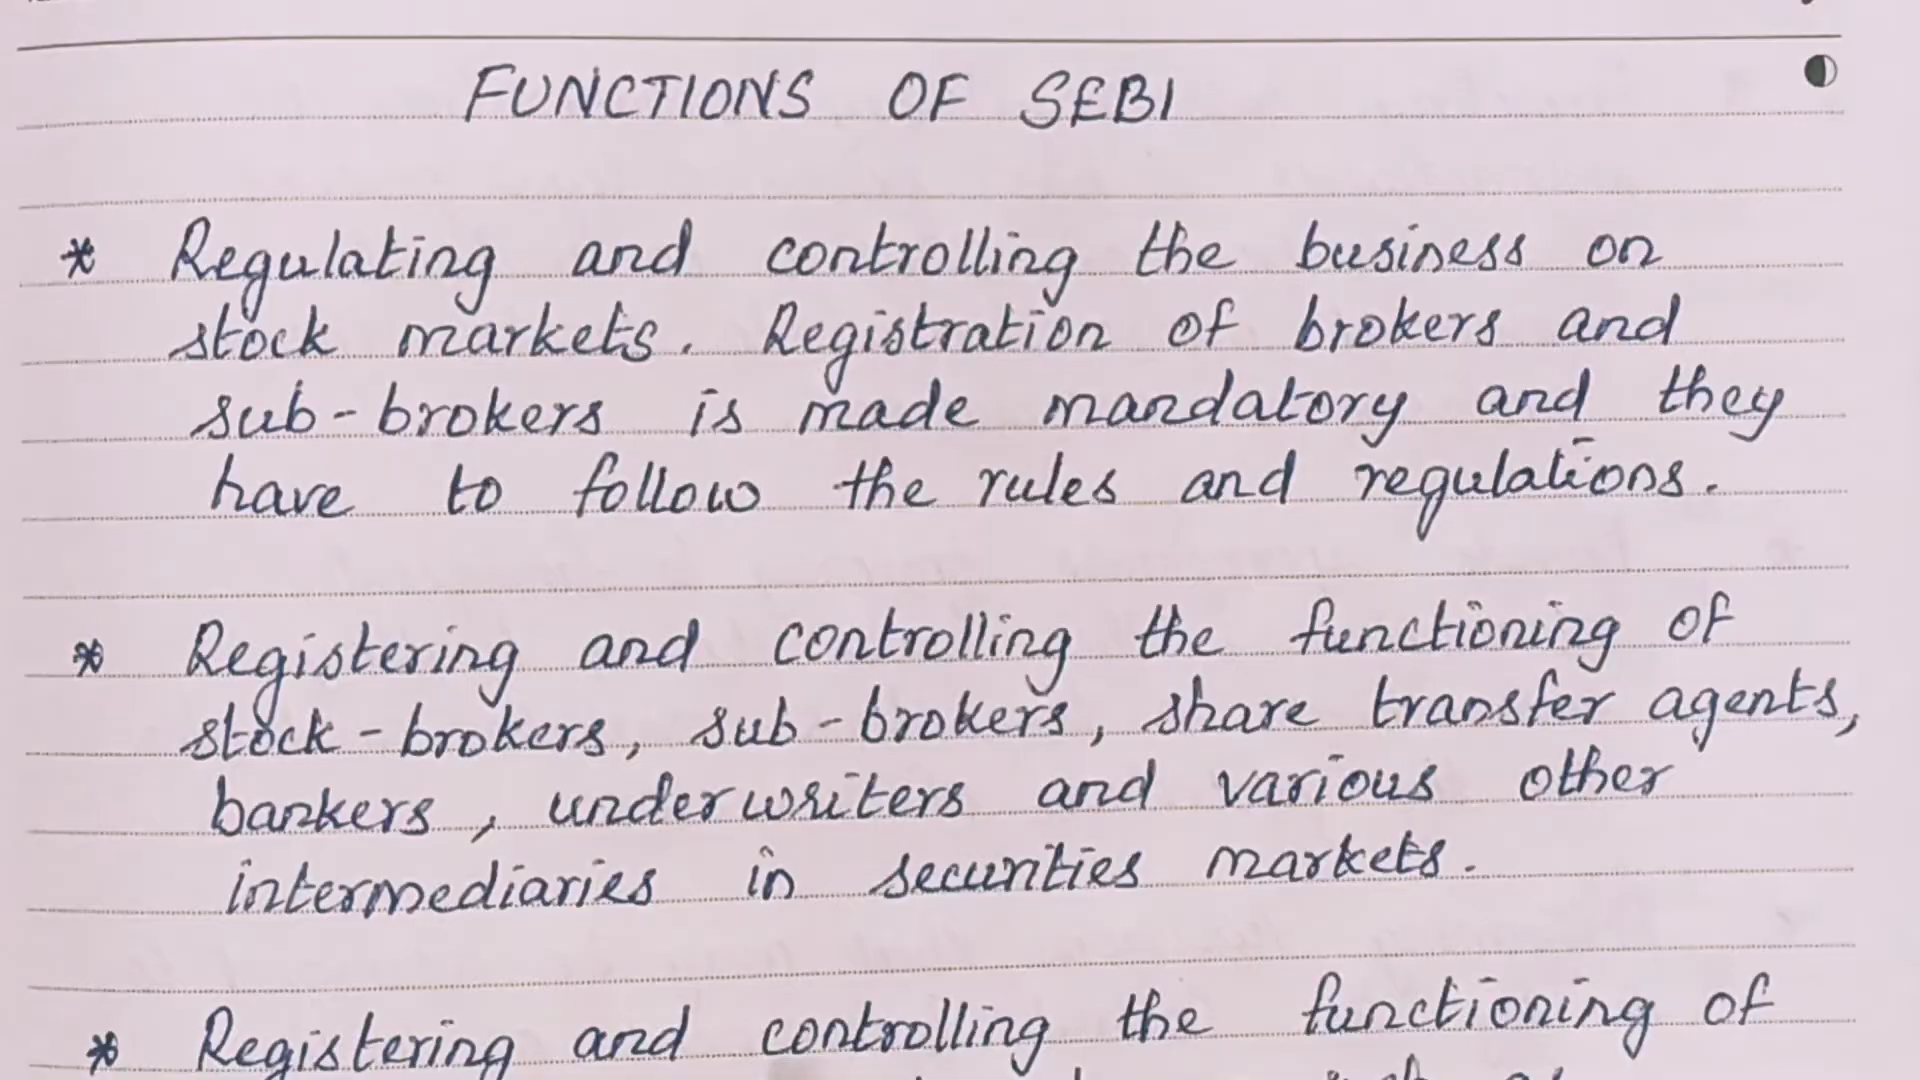 FUNCTIONS OF SEBI
* Regulating and controlling the business on
stock markets. Registration of brokers and
sub-brokers is made mandatory and they
have to follow the rules and regulations.
* Registering and controlling the functioning of
stock-brokers, sub-brokers, share transfer agents,
bankers, underwriters and various other
intermediaries in securities markets.
* Registering and controlling the functioning of